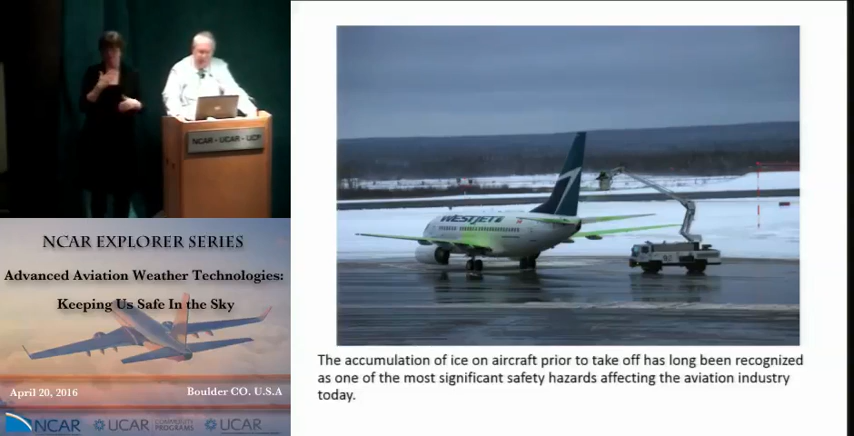 NCAR • UCAR • UCP
NCAR EXPLORER SERIES
Advanced Aviation Weather Technologies:
Keeping Us Safe In the Sky
April 20, 2016
Boulder CO. U.S.A
NCAR
UCAR
COMMUNITY
PROGRAMS
UCAR
WESTJET
The accumulation of ice on aircraft prior to take off has long been recognized
as one of the most significant safety hazards affecting the aviation industry
today.